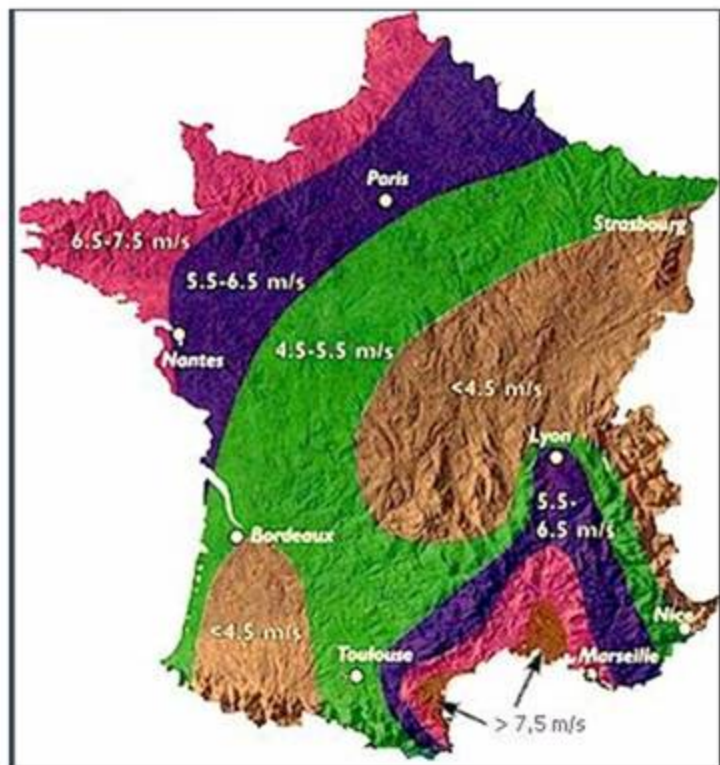 Paris
Strasbourg
6.5-7.5 m/s
5.5-6.5 m/s
Nantes
4.5-5.5 m/s
<4.5 m/s
Lyon
5.5-
6.5 m/s
Bordeaux
<4.5 m/s
Nice
Toulouse
Marseille
> 7,5 m/s